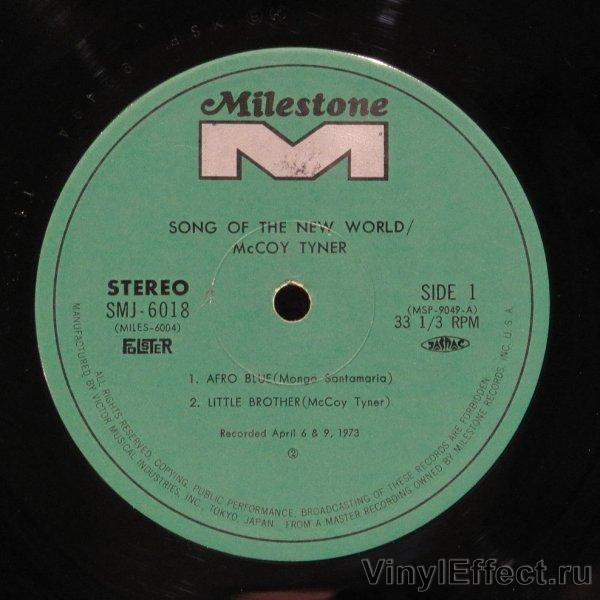 Milestone
M
SONG OF THE NEW WORLD/
McCOY TYNER
STEREO
SMJ-6018
(MILES-6004)
FOLSTER
SIDE 1
(MSP-9049-A)
33 1/3 RPM
JASRAC
1. AFRO BLUE(Mongo Santamaria)
2. LITTLE BROTHER(McCoy Tyner)
Recorded April 6 & 9, 1973
②
ALL RIGHTS RESERVED. COPYING, PUBLIC PERFORMANCE, BROADCASTING OF THESE RECORDS ARE FORBIDDEN.
MANUFACTURED BY VICTOR MUSICAL INDUSTRIES, INC., TOKYO, JAPAN. FROM A MASTER RECORDING OWNED BY MILESTONE RECORDS, INC., U.S.A.
VinylEffect.ru